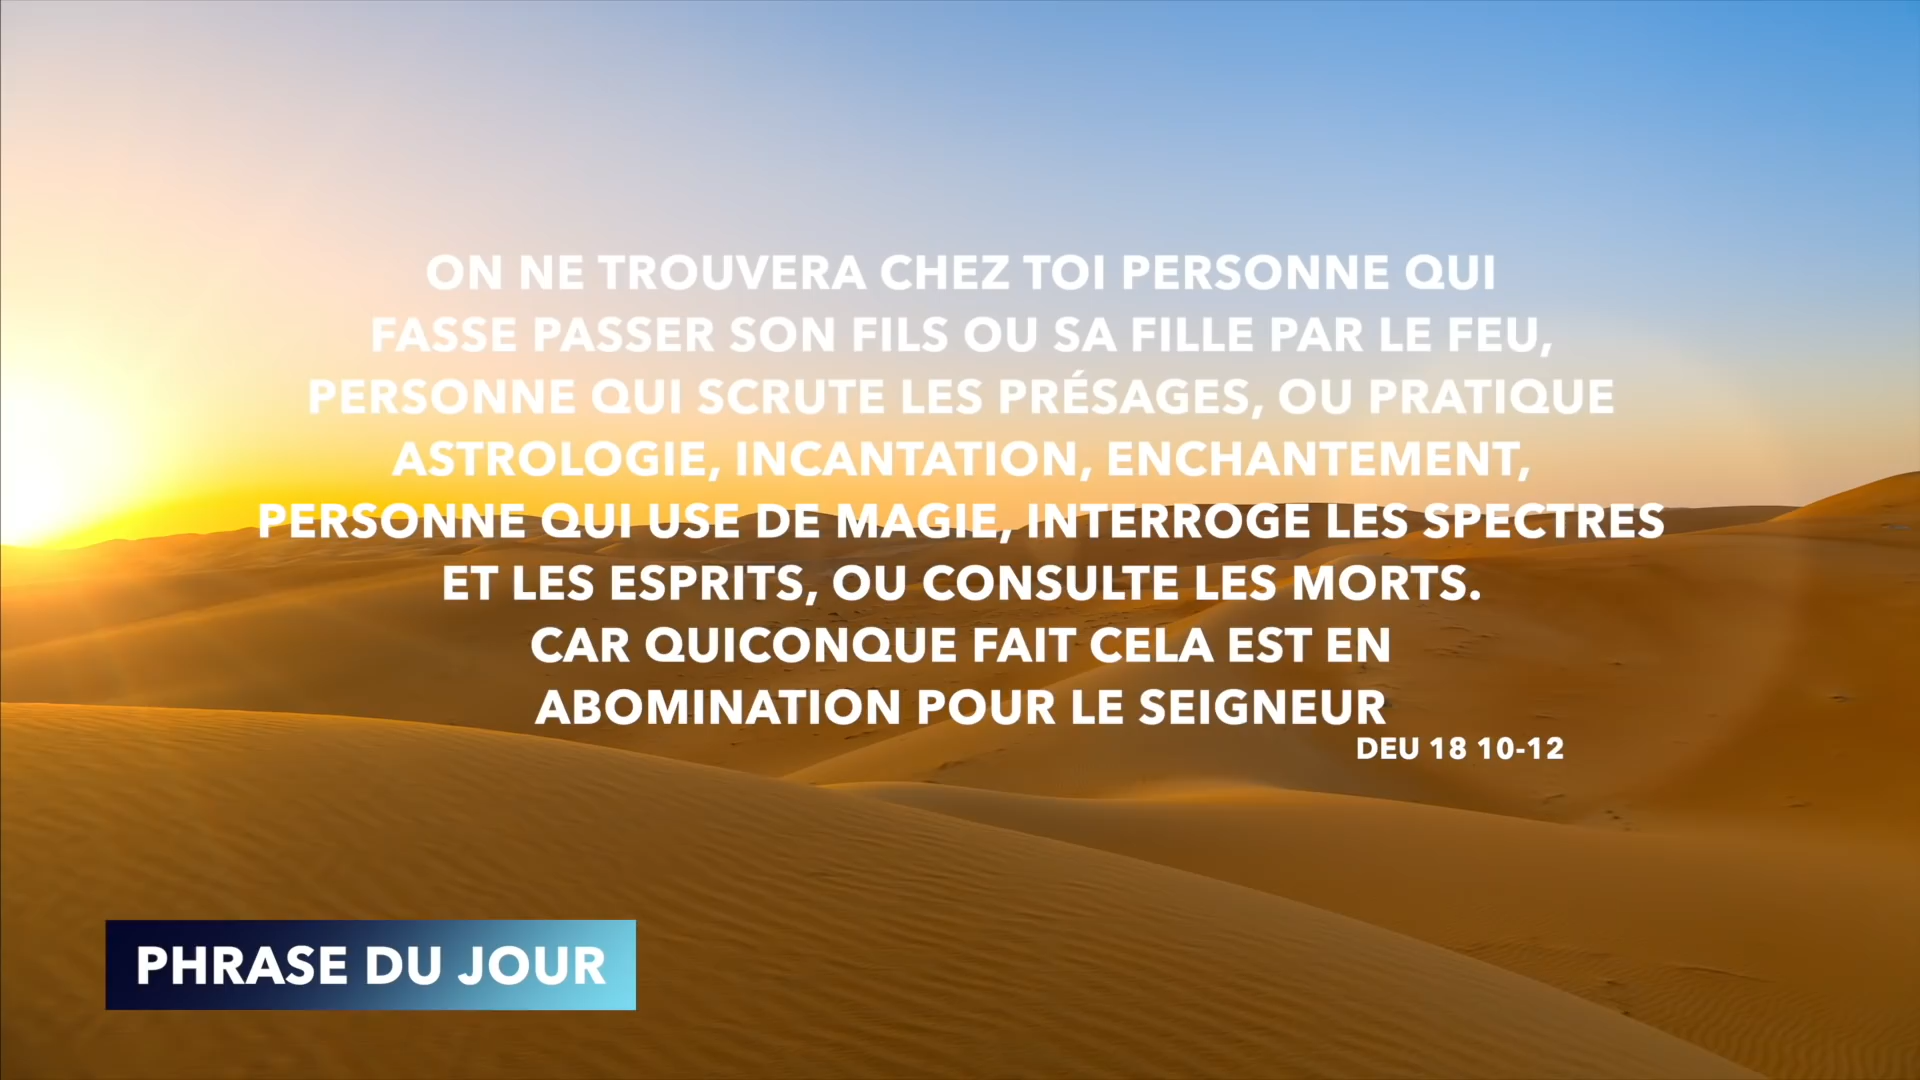 ON NE TROUVERA CHEZ TOI PERSONNE QUI
FASSE PASSER SON FILS OU SA FILLE PAR LE FEU,
PERSONNE QUI SCRUTE LES PRÉSAGES, OU PRATIQUE
ASTROLOGIE, INCANTATION, ENCHANTEMENT,
PERSONNE QUI USE DE MAGIE, INTERROGE LES SPECTRES
ET LES ESPRITS, OU CONSULTE LES MORTS.
CAR QUICONQUE FAIT CELA EST EN
ABOMINATION POUR LE SEIGNEUR
DEU 18 10-12
PHRASE DU JOUR